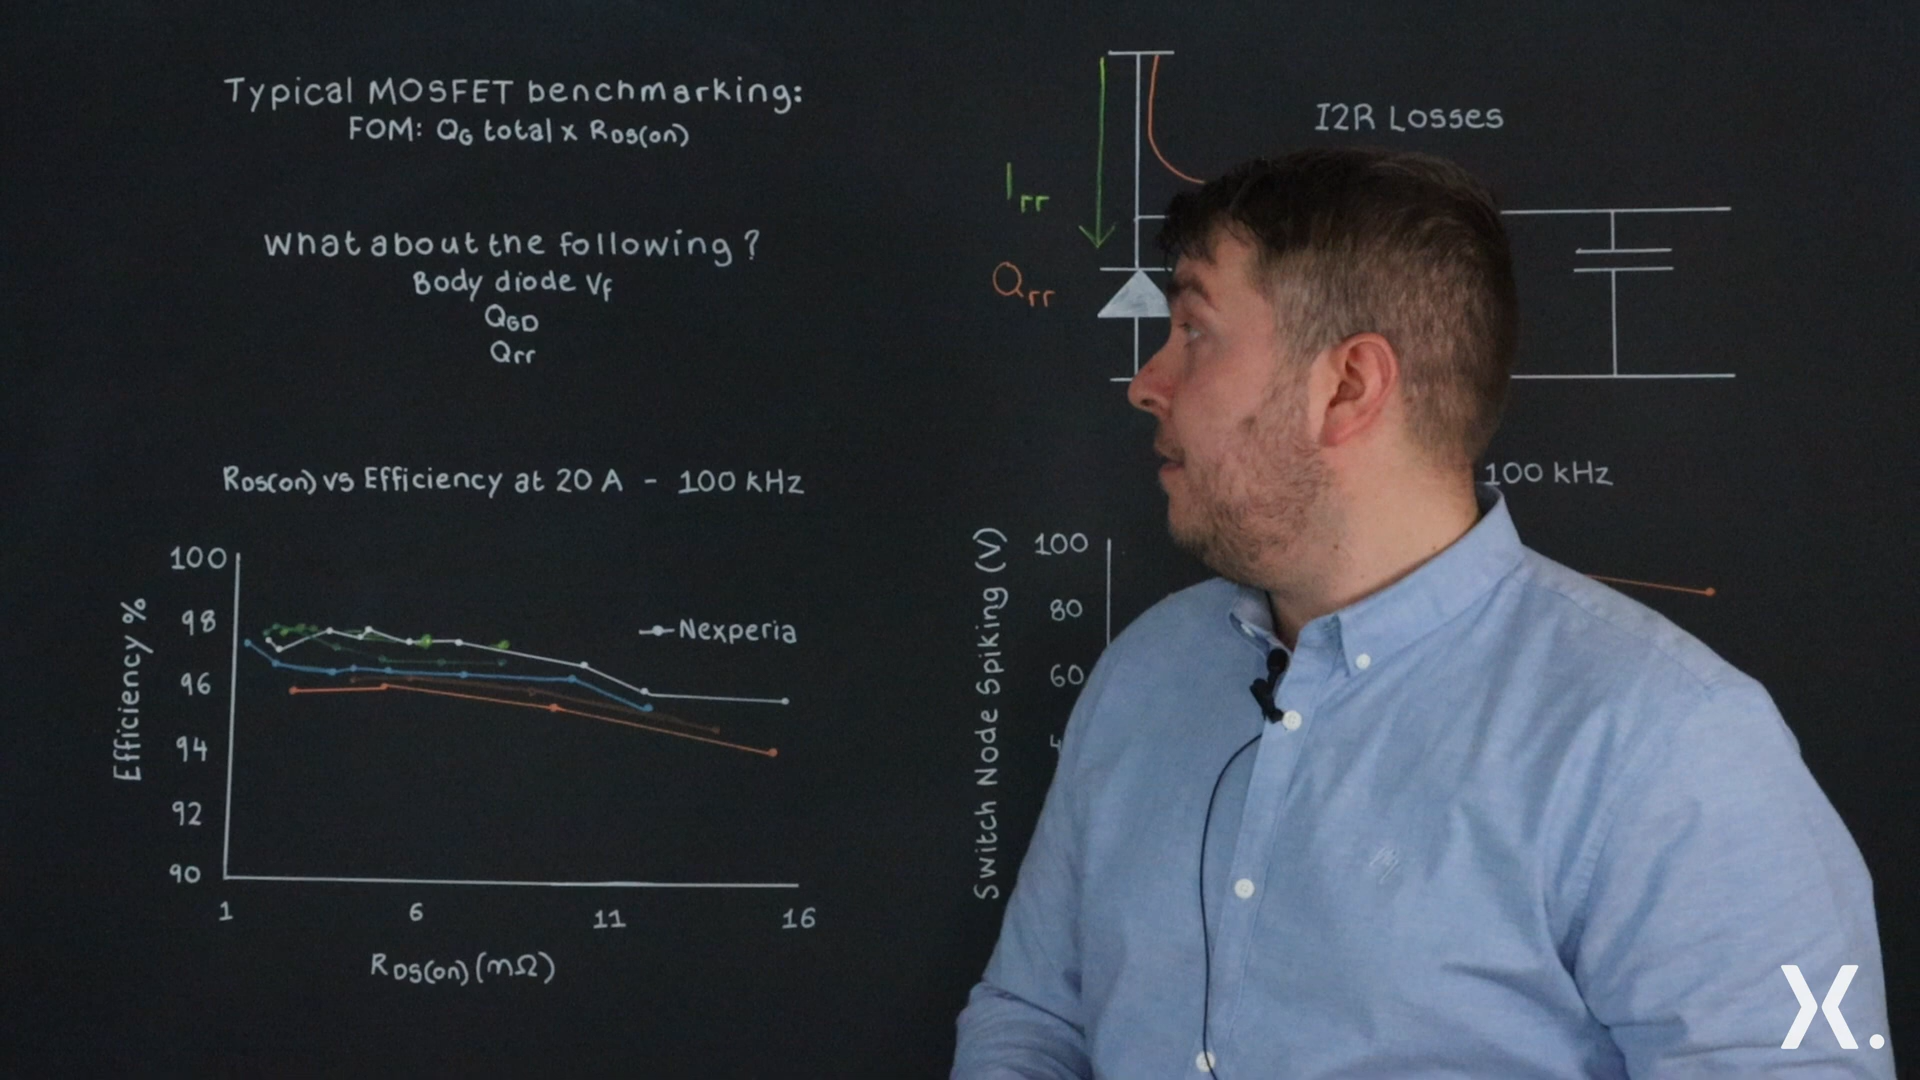 Typical MOSFET benchmarking:
FOM: QG total x RDS(on)
What about the following?
Body diode Vf
QGD
Qrr
RDS(on) vs Efficiency at 20 A - 100 kHz
Efficiency %
100
98
96
94
92
90
1
6
11
16
RDS(on) (mΩ)
Nexperia
I2R Losses
Irr
Qrr
100 kHz
Switch Node Spiking (V)
100
80
60
4
X.